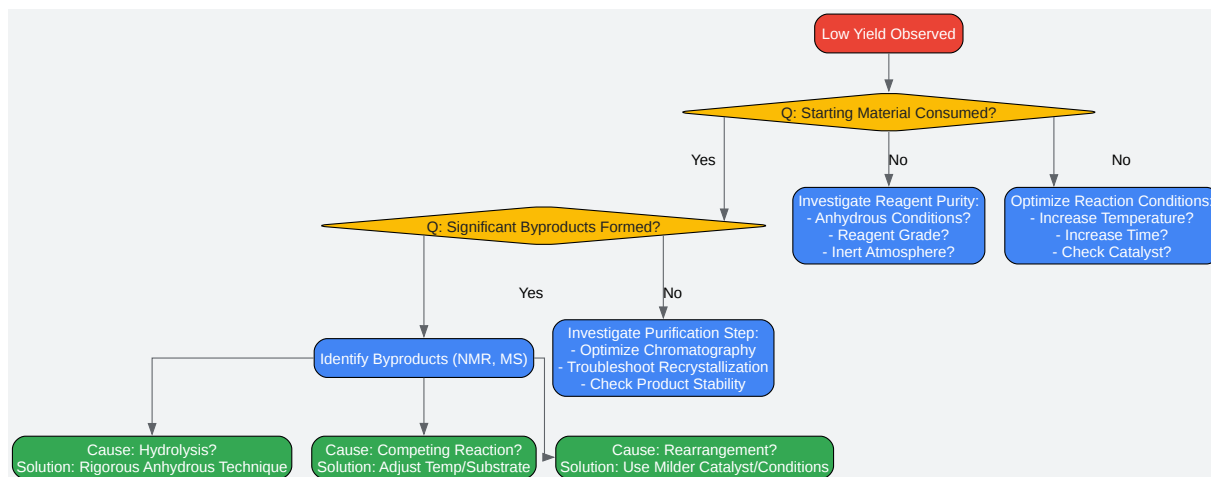 Low Yield Observed
Q: Starting Material Consumed?
Yes
No
No
Investigate Reagent Purity:
- Anhydrous Conditions?
- Reagent Grade?
- Inert Atmosphere?
Optimize Reaction Conditions:
- Increase Temperature?
- Increase Time?
- Check Catalyst?
Q: Significant Byproducts Formed?
Yes
No
Investigate Purification Step:
- Optimize Chromatography
- Troubleshoot Recrystallization
- Check Product Stability
Identify Byproducts (NMR, MS)
Cause: Hydrolysis?
Solution: Rigorous Anhydrous Technique
Cause: Competing Reaction?
Solution: Adjust Temp/Substrate
Cause: Rearrangement?
Solution: Use Milder Catalyst/Conditions